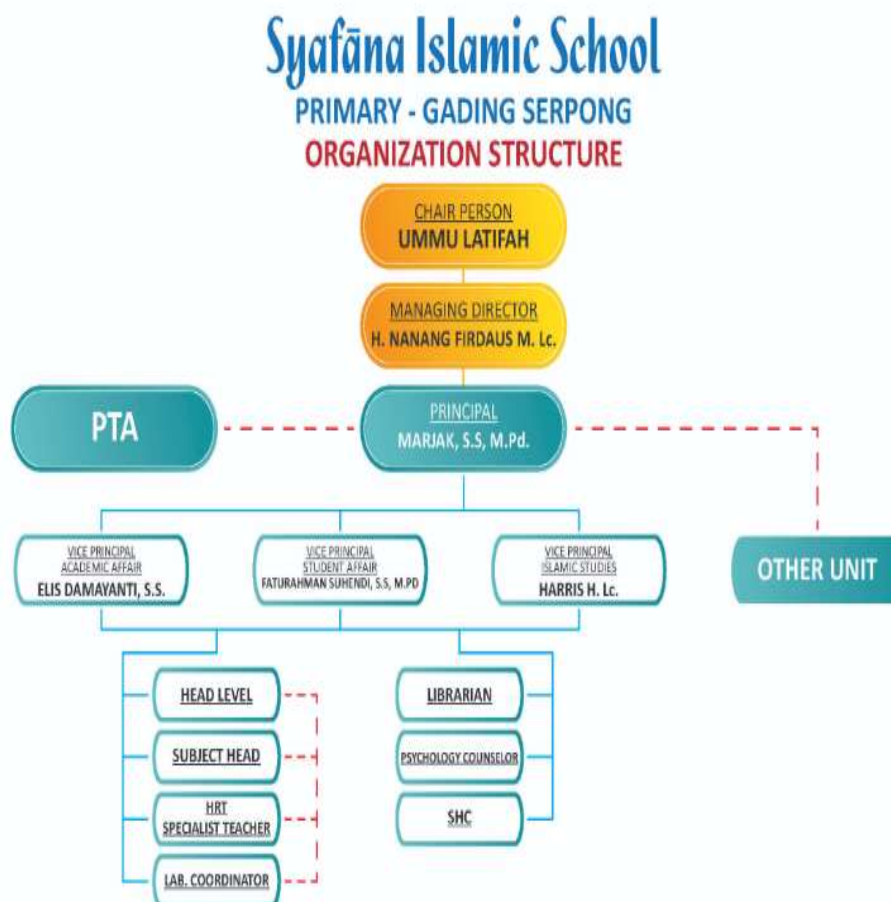 Syafāna Islamic School
PRIMARY - GADING SERPONG
ORGANIZATION STRUCTURE
CHAIR PERSON
UMMU LATIFAH
MANAGING DIRECTOR
H. NANANG FIRDAUS M. Lc.
PTA
PRINCIPAL
MARJAK, S.S, M.Pd.
VICE PRINCIPAL
ACADEMIC AFFAIR
ELIS DAMAYANTI, S.S.
VICE PRINCIPAL
STUDENT AFFAIR
FATURAHMAN SUHENDI, S.S, M.PD
VICE PRINCIPAL
ISLAMIC STUDIES
HARRIS H. Lc.
OTHER UNIT
HEAD LEVEL
SUBJECT HEAD
HRT
SPECIALIST TEACHER
LAB. COORDINATOR
LIBRARIAN
PSYCHOLOGY COUNSELOR
SHC